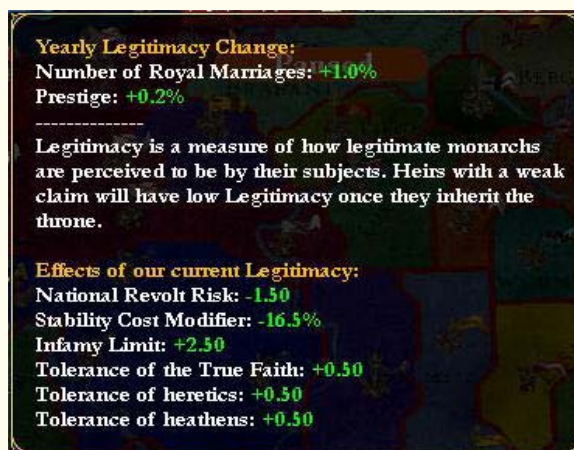 Yearly Legitimacy Change:
Number of Royal Marriages: +1.0%
Prestige: +0.2%
--------------
Legitimacy is a measure of how legitimate monarchs
are perceived to be by their subjects. Heirs with a weak
claim will have low Legitimacy once they inherit the
throne.
Effects of our current Legitimacy:
National Revolt Risk: -1.50
Stability Cost Modifier: -16.5%
Infamy Limit: +2.50
Tolerance of the True Faith: +0.50
Tolerance of heretics: +0.50
Tolerance of heathens: +0.50